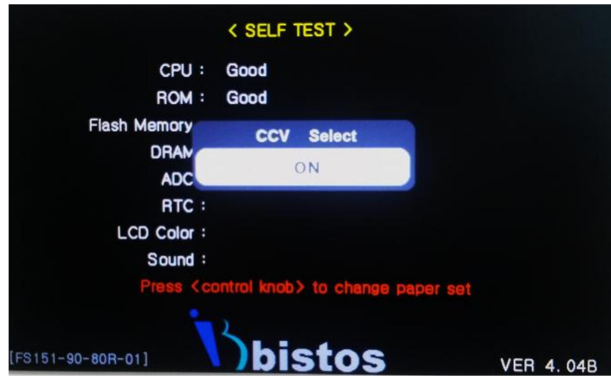 < SELF TEST >
CPU : Good
ROM : Good
Flash Memory
CCV Select
DRAM
ON
ADC
RTC :
LCD Color :
Sound :
Press <control knob> to change paper set
bistos
[FS151-90-80R-01]
VER 4.04B